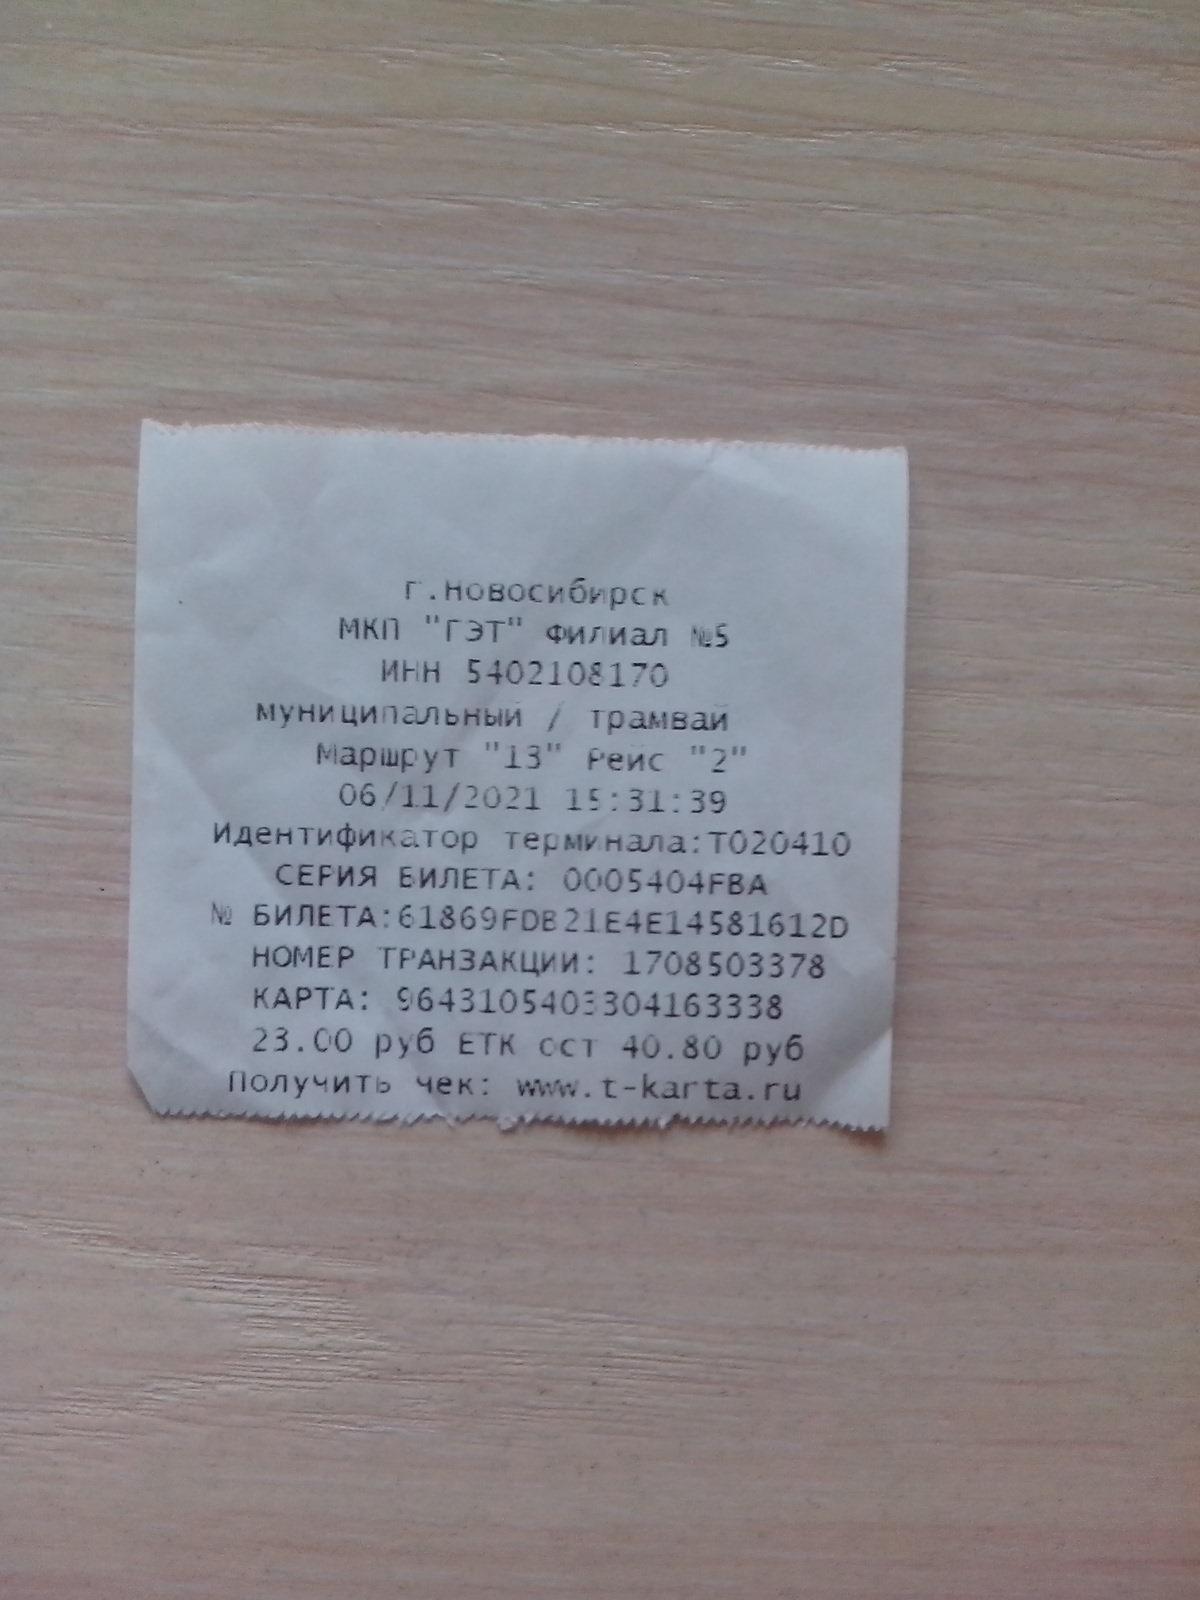 г.Новосибирск
МКП "ГЭТ" Филиал №5
ИНН 5402108170
муниципальный / трамвай
Маршрут "13" Рейс "2"
06/11/2021 15:31:39
Идентификатор терминала:T020410
СЕРИЯ БИЛЕТА: 0005404FBA
№ БИЛЕТА:61869FDB21E4E14581612D
НОМЕР ТРАНЗАКЦИИ: 1708503378
КАРТА: 9643105403304163338
23.00 руб ЕТК ост 40.80 руб
Получить чек: www.t-karta.ru